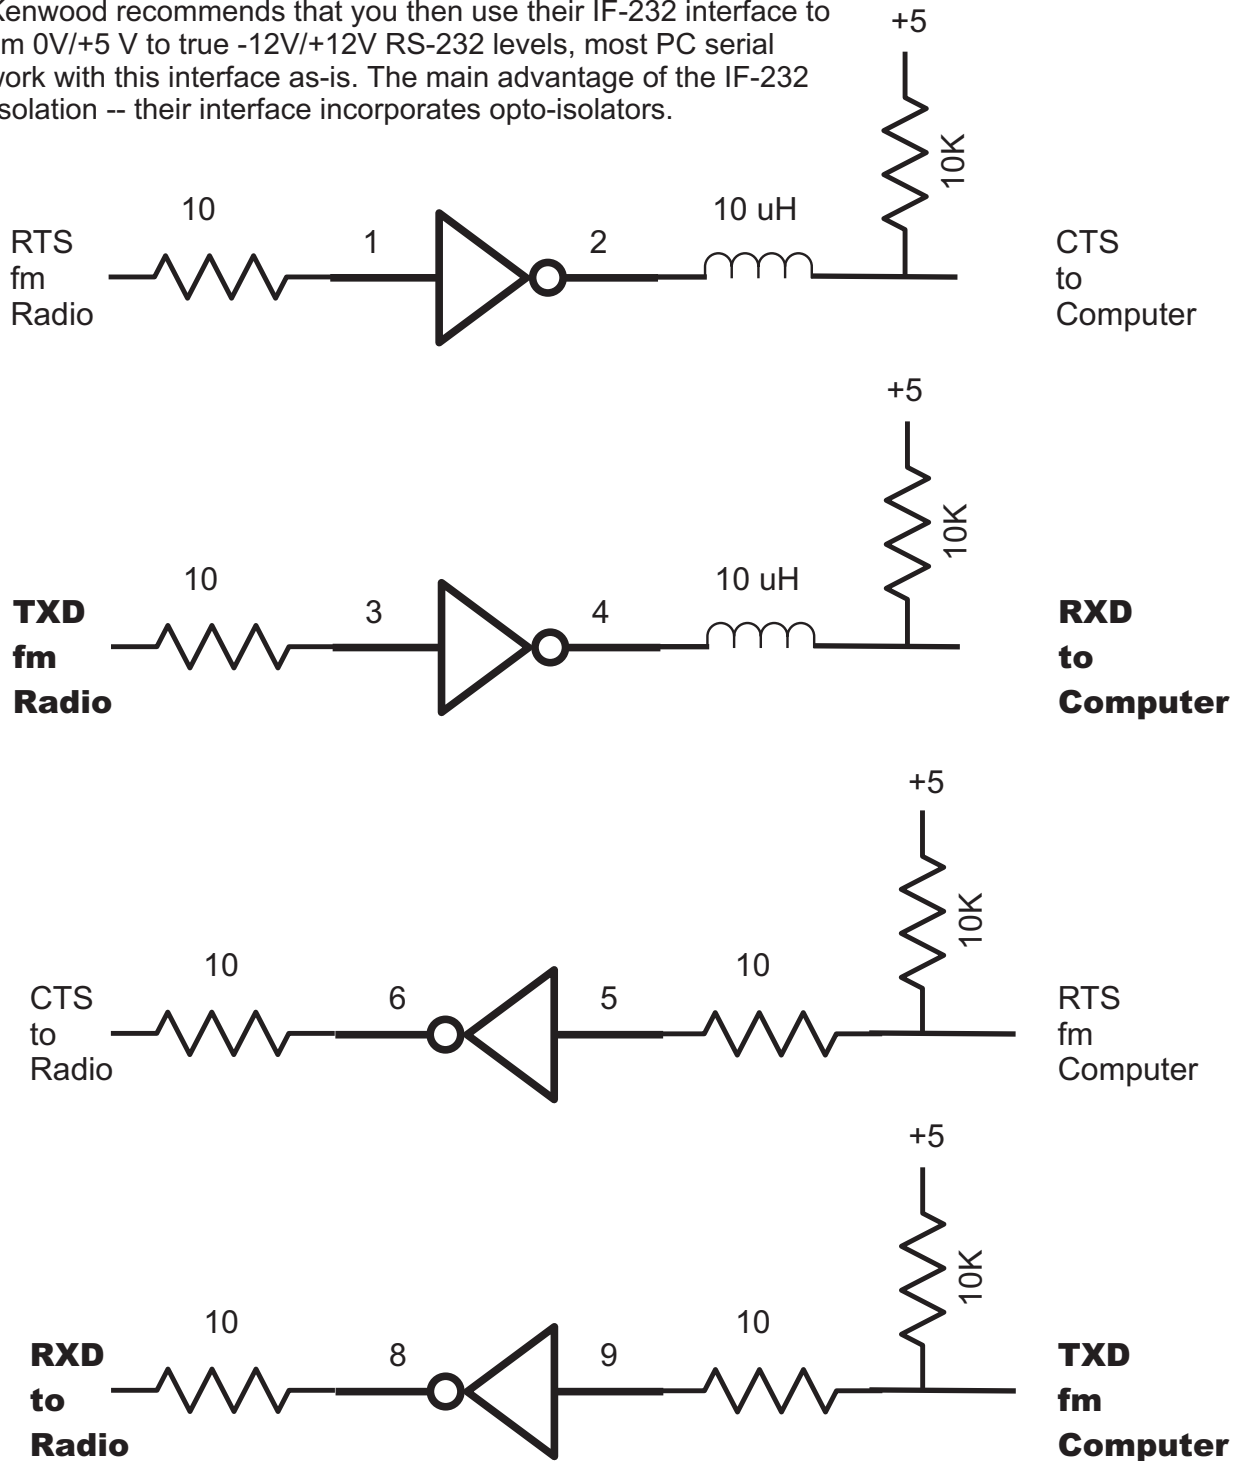 Kenwood recommends that you then use their IF-232 interface to
m 0V/+5 V to true -12V/+12V RS-232 levels, most PC serial
work with this interface as-is. The main advantage of the IF-232
solation -- their interface incorporates opto-isolators.
+5
10K
10
1
2
10 uH
RTS
fm
Radio
CTS
to
Computer
+5
10K
10
3
4
10 uH
TXD
fm
Radio
RXD
to
Computer
+5
10K
10
6
5
10
CTS
to
Radio
RTS
fm
Computer
+5
10K
10
8
9
10
RXD
to
Radio
TXD
fm
Computer